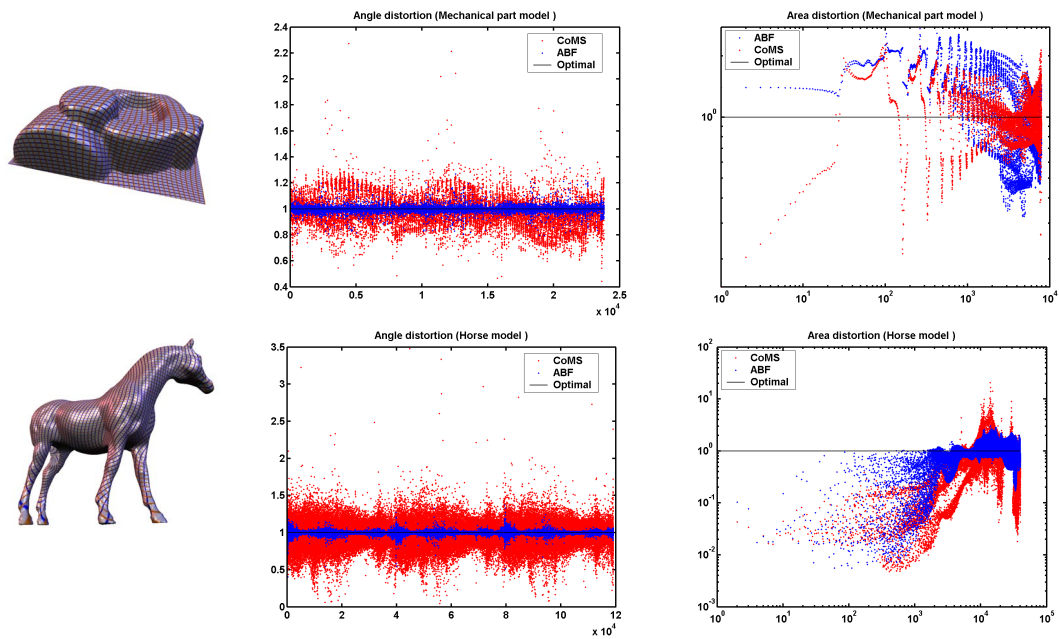 Angle distortion (Mechanical part model )
2.4
2.2
2
1.8
1.6
1.4
1.2
1
0.8
0.6
0.4
0
0.5
1
1.5
2
2.5
x 10^4
CoMS
ABF
Optimal
Area distortion (Mechanical part model )
ABF
CoMS
Optimal
10^0
10^0
10^1
10^2
10^3
10^4
Angle distortion (Horse model )
3.5
3
2.5
2
1.5
1
0.5
0
0
2
4
6
8
10
12
x 10^4
CoMS
ABF
Optimal
Area distortion (Horse model )
10^2
10^1
10^0
10^-1
10^-2
10^-3
10^0
10^1
10^2
10^3
10^4
10^5
CoMS
ABF
Optimal